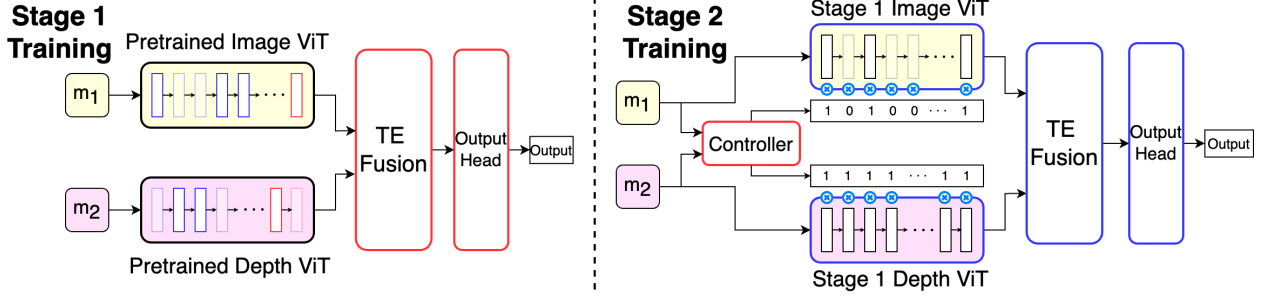 Stage 1
Training
Pretrained Image ViT
m1
m2
TE
Fusion
Output
Head
Output
Pretrained Depth ViT
Stage 2
Training
Stage 1 Image ViT
m1
1 0 1 0 0 ··· 1
Controller
m2
1 1 1 1 ··· 1 1
TE
Fusion
Output
Head
Output
Stage 1 Depth ViT